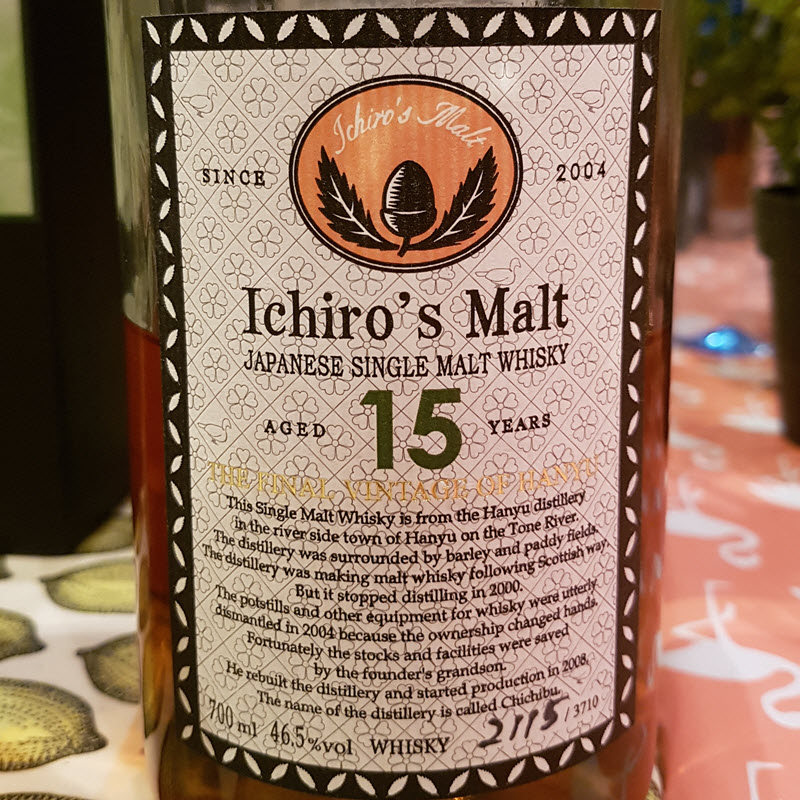 Ichiro's Malt
SINCE 2004
Ichiro's Malt
JAPANESE SINGLE MALT WHISKY
AGED 15 YEARS
THE FINAL VINTAGE OF HANYU
This Single Malt Whisky is from the Hanyu distillery
in the river side town of Hanyu on the Tone River.
The distillery was surrounded by barley and paddy fields.
The distillery was making malt whisky following Scottish way.
But it stopped distilling in 2000.
The potstills and other equipment for whisky were utterly
dismantled in 2004 because the ownership changed hands.
Fortunately the stocks and facilities were saved
by the founder's grandson.
He rebuilt the distillery and started production in 2008.
The name of the distillery is called Chichibu.
700 ml 46.5%vol WHISKY 2115 / 3710